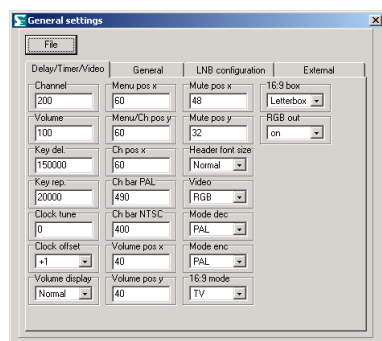 General settings
File
Delay/Timer/Video General LNB configuration External
Channel Menu pos x Mute pos x 16:9 box
200 60 48 Letterbox
Volume Menu/Ch pos y Mute pos y RGB out
100 60 32 on
Key del. Ch pos x Header font size
150000 60 Normal
Key rep. Ch bar PAL Video
20000 490 RGB
Clock tune Ch bar NTSC Mode dec
0 400 PAL
Clock offset Volume pos x Mode enc
+1 40 PAL
Volume display Volume pos y 16:9 mode
Normal 40 TV